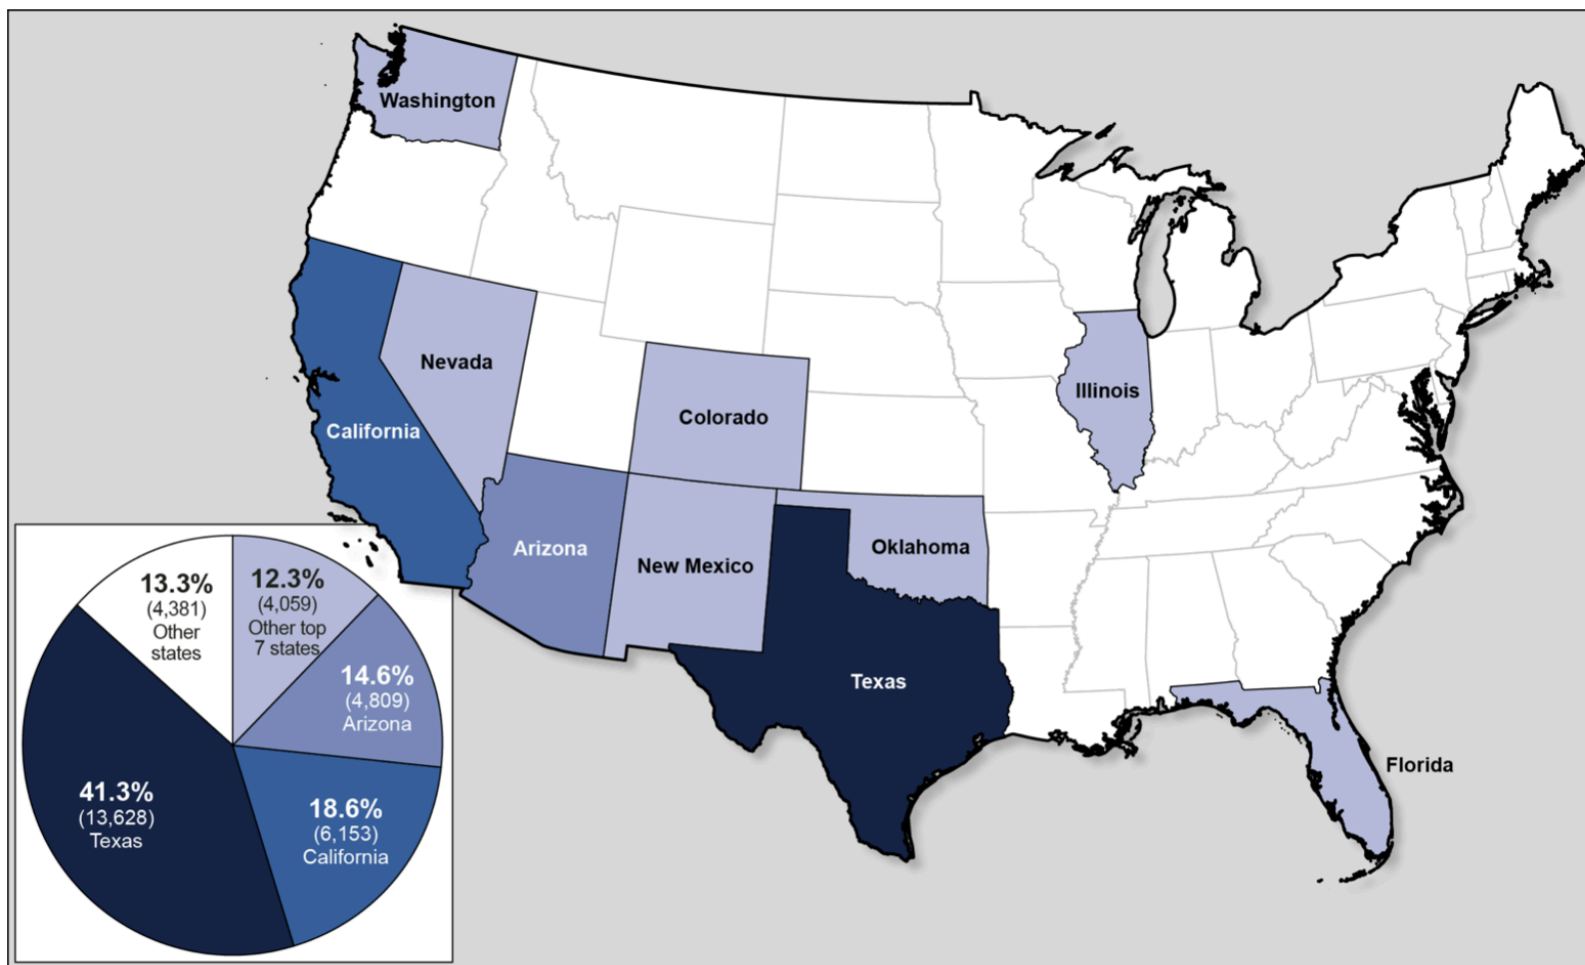 Washington
Nevada
Colorado
Illinois
California
Arizona
New Mexico
Oklahoma
Texas
Florida
13.3%
(4,381)
Other
states
12.3%
(4,059)
Other top
7 states
14.6%
(4,809)
Arizona
41.3%
(13,628)
Texas
18.6%
(6,153)
California